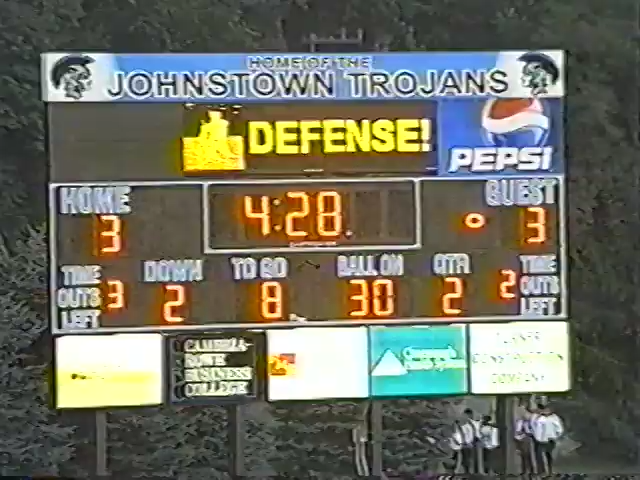 HOME OF THE
JOHNSTOWN TROJANS
DEFENSE!
PEPSI
HOME 4:28 GUEST
3 3
TIME OUTS LEFT 3
DOWN 2
TO GO 8
BALL ON 30
QTR 2
2 TIME OUTS LEFT
CAMBRIA-
ROWE
BUSINESS
COLLEGE
CONSTRUCTION
COMPANY